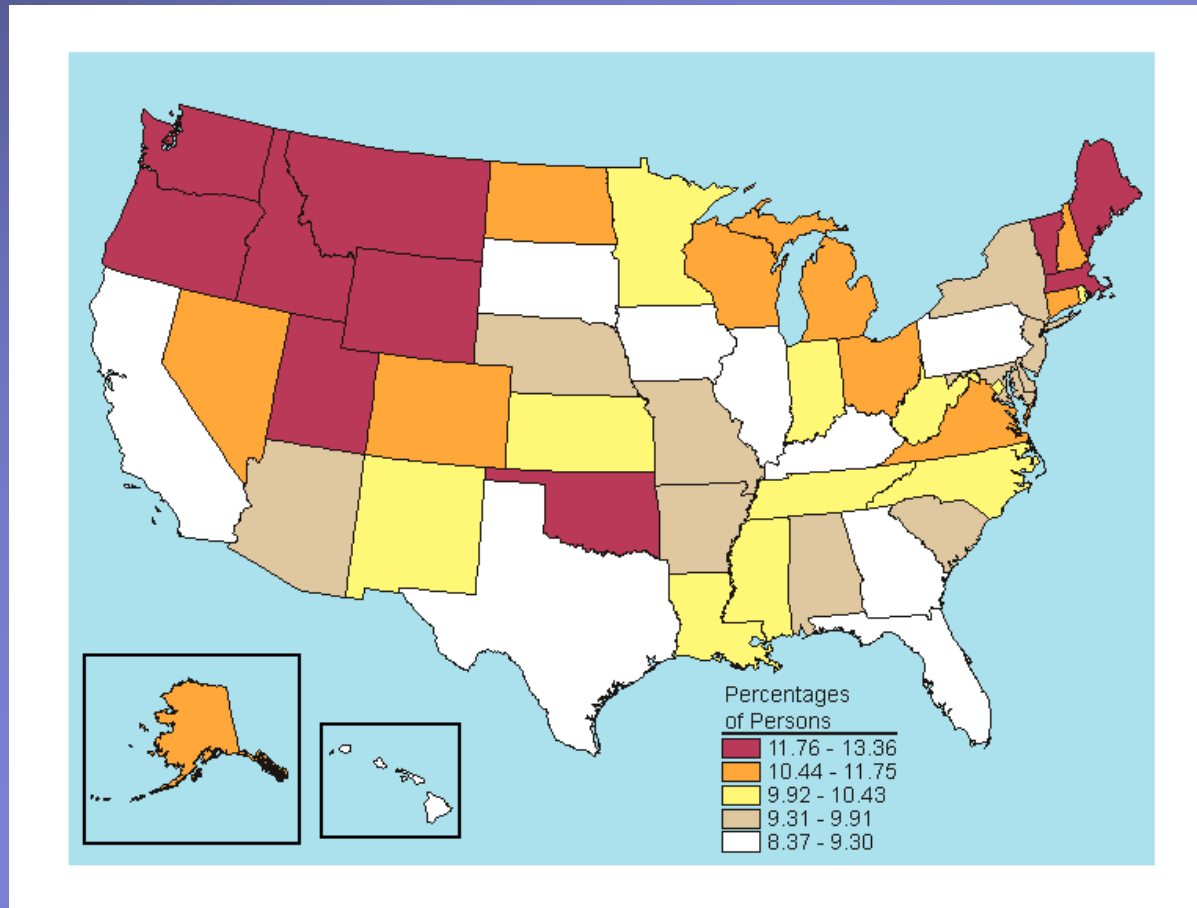 Percentages
of Persons
11.76 - 13.36
10.44 - 11.75
9.92 - 10.43
9.31 - 9.91
8.37 - 9.30